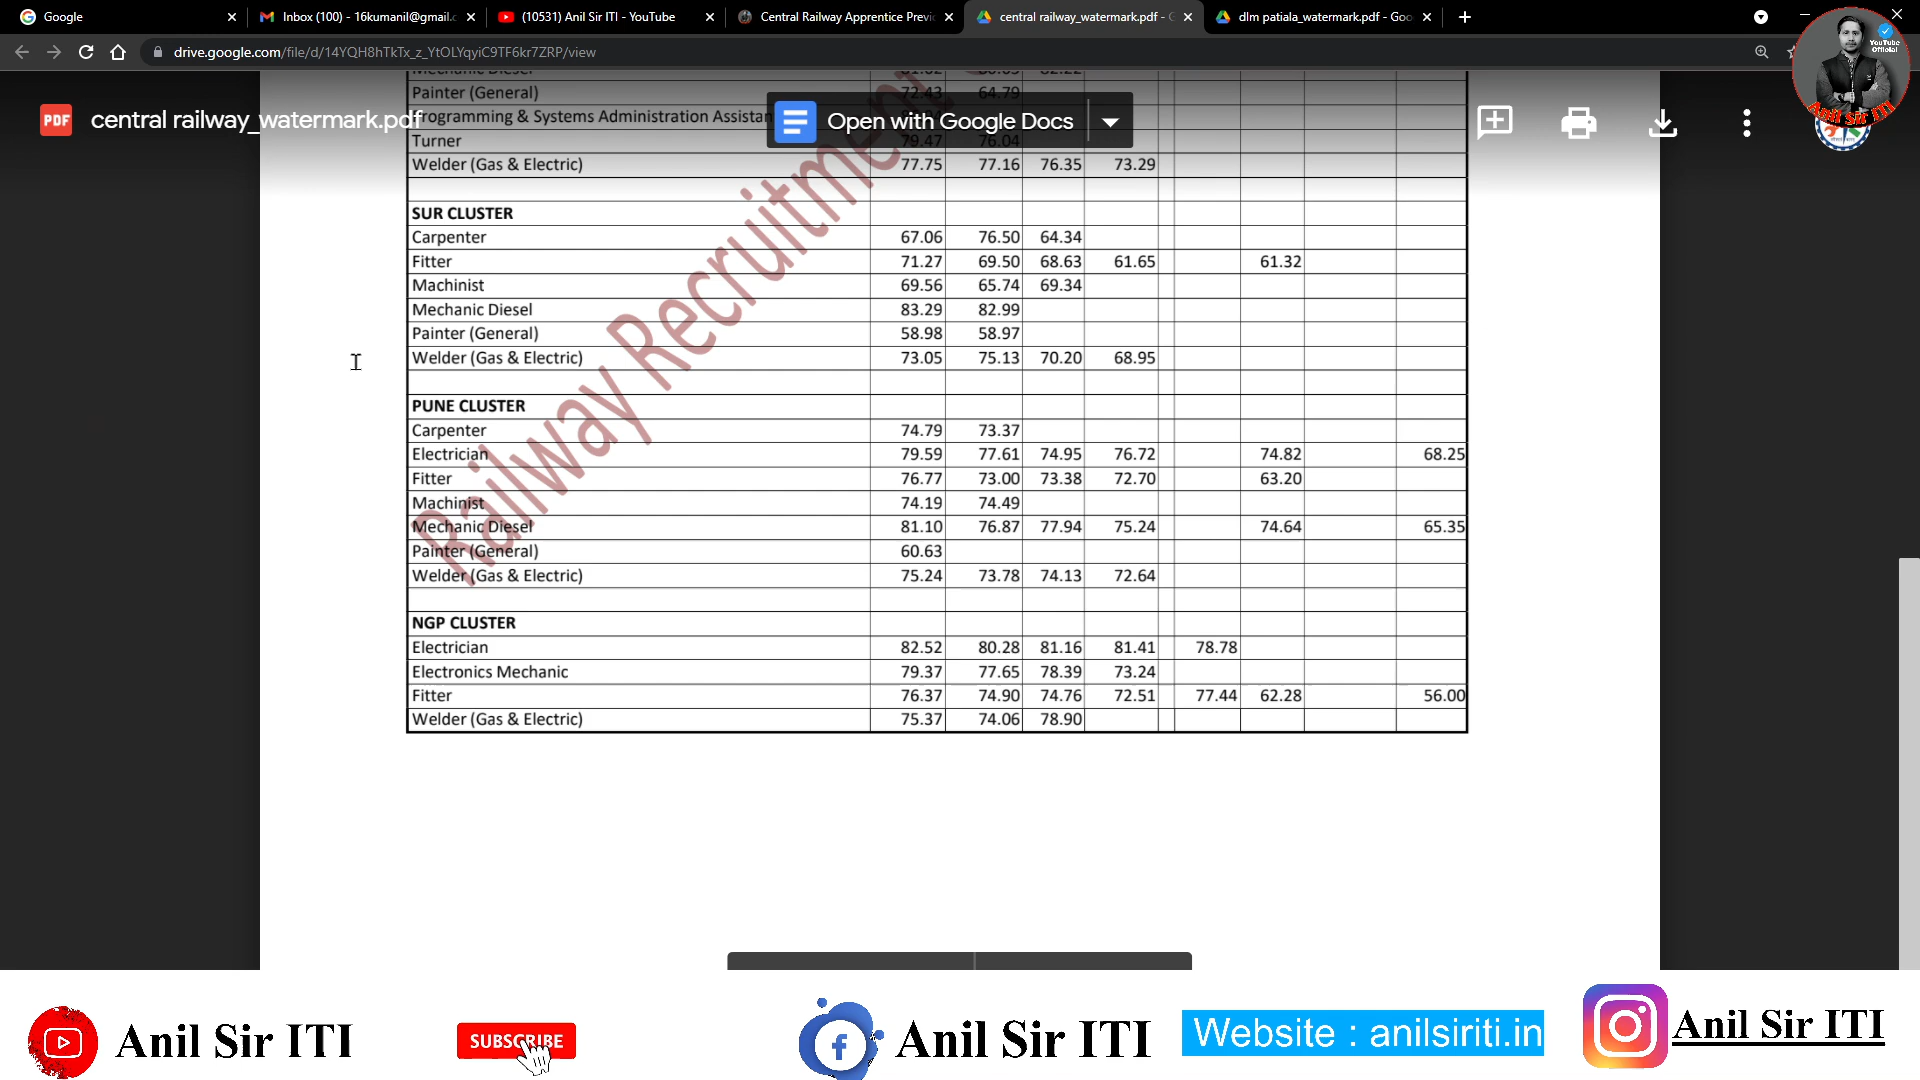 Google
Inbox (100) - 16kumanil@gmail.c
(10531) Anil Sir ITI - YouTube
Central Railway Apprentice Previ
central railway_watermark.pdf - G
dlm patiala_watermark.pdf - Goo
drive.google.com/file/d/14YQH8hTkTx_z_YtOLYqyiC9TF6kr7ZRP/view
YouTube Official
Anil Sir ITI
PDF central railway_watermark.pdf
Open with Google Docs
Mechanic Diesel
Painter (General) 72.43 64.79
Programming & Systems Administration Assistan
Turner 79.47 76.04
Welder (Gas & Electric) 77.75 77.16 76.35 73.29
SUR CLUSTER
Carpenter 67.06 76.50 64.34
Fitter 71.27 69.50 68.63 61.65 61.32
Machinist 69.56 65.74 69.34
Mechanic Diesel 83.29 82.99
Painter (General) 58.98 58.97
Welder (Gas & Electric) 73.05 75.13 70.20 68.95
PUNE CLUSTER
Carpenter 74.79 73.37
Electrician 79.59 77.61 74.95 76.72 74.82 68.25
Fitter 76.77 73.00 73.38 72.70 63.20
Machinist 74.19 74.49
Mechanic Diesel 81.10 76.87 77.94 75.24 74.64 65.35
Painter (General) 60.63
Welder (Gas & Electric) 75.24 73.78 74.13 72.64
NGP CLUSTER
Electrician 82.52 80.28 81.16 81.41 78.78
Electronics Mechanic 79.37 77.65 78.39 73.24
Fitter 76.37 74.90 74.76 72.51 77.44 62.28 56.00
Welder (Gas & Electric) 75.37 74.06 78.90
Railway Recruitment
Anil Sir ITI
SUBSCRIBE
Anil Sir ITI
Website : anilsiriti.in
Anil Sir ITI